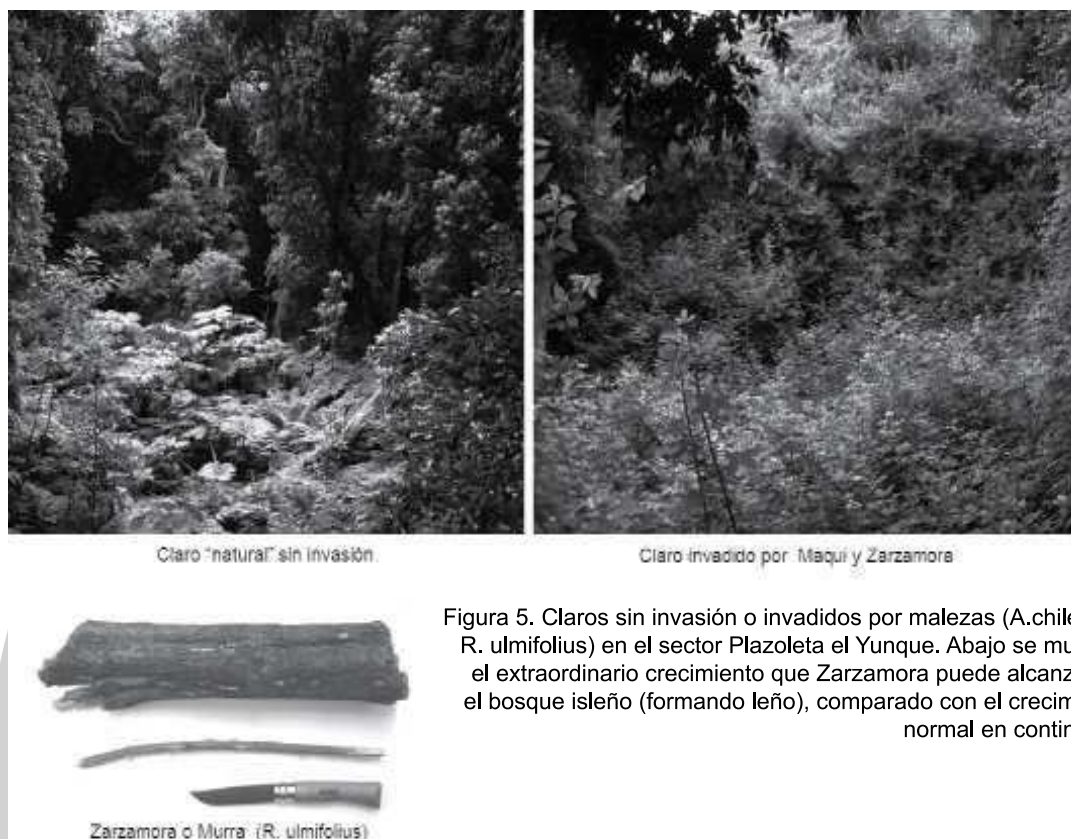 Claro "natural" sin invasión
Claro invadido por Maqui y Zarzamora
Figura 5. Claros sin invasión o invadidos por malezas (A.chile
R. ulmifolius) en el sector Plazoleta el Yunque. Abajo se mu
el extraordinario crecimiento que Zarzamora puede alcanz
el bosque isleño (formando leño), comparado con el crecim
normal en contin
Zarzamora o Murra (R. ulmifolius)